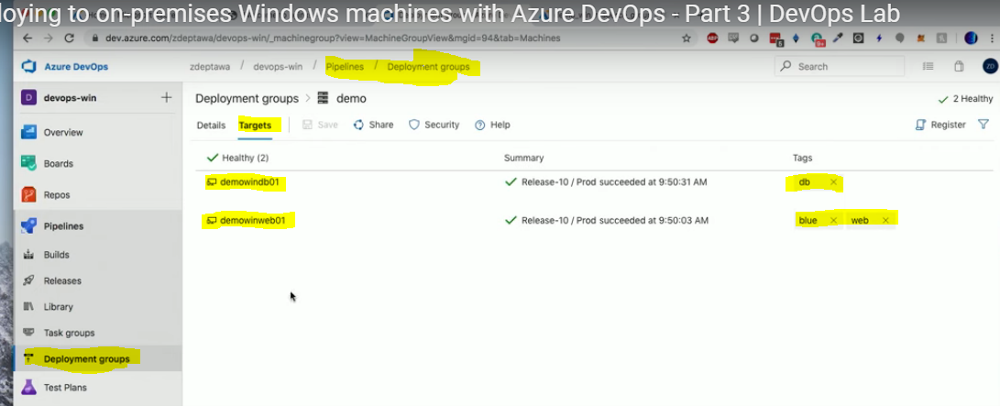 loying to on-premises Windows machines with Azure DevOps - Part 3 | DevOps Lab
dev.azure.com/zdeptawa/devops-win/_machinegroup?view=MachineGroupView&mgid=94&tab=Machines
Azure DevOps
zdeptawa / devops-win / Pipelines / Deployment groups
Search
D devops-win +
Deployment groups > demo
2 Healthy
Details Targets Save Share Security Help
Register
Overview
Boards
Repos
Pipelines
Builds
Releases
Library
Task groups
Deployment groups
Test Plans
Healthy (2) Summary Tags
demowindb01 Release-10 / Prod succeeded at 9:50:31 AM db ×
demowinweb01 Release-10 / Prod succeeded at 9:50:03 AM blue × web ×